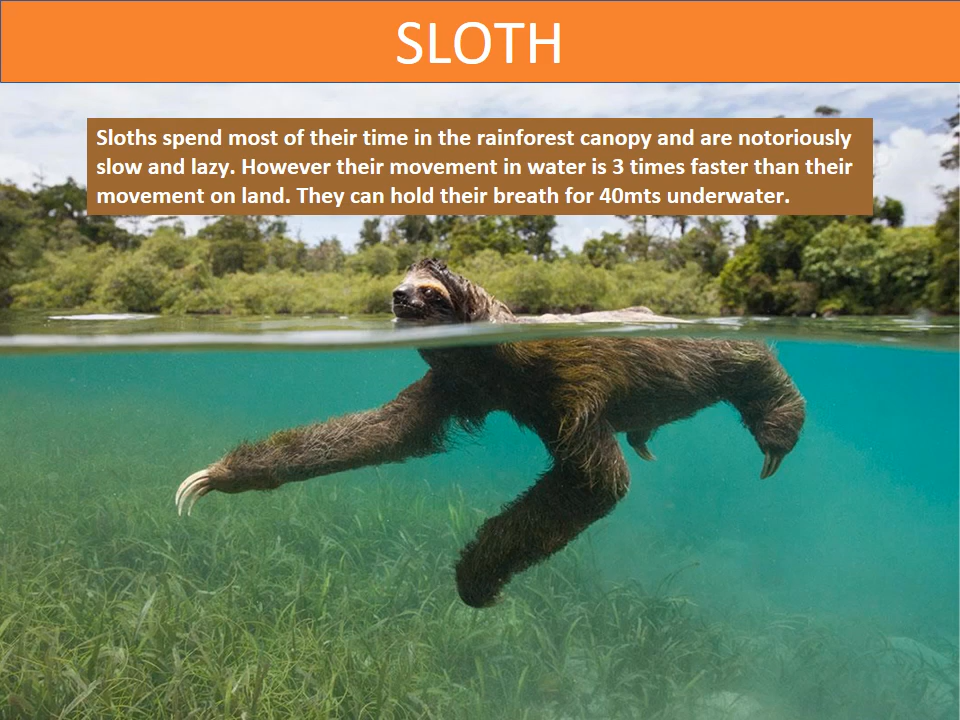 SLOTH
Sloths spend most of their time in the rainforest canopy and are notoriously
slow and lazy. However their movement in water is 3 times faster than their
movement on land. They can hold their breath for 40mts underwater.